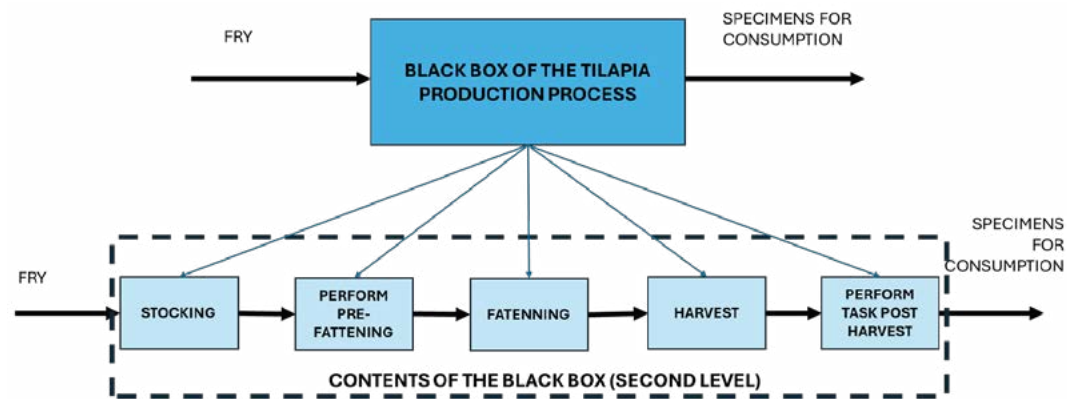 FRY
SPECIMENS FOR
CONSUMPTION
BLACK BOX OF THE TILAPIA
PRODUCTION PROCESS
SPECIMENS
FOR
CONSUMPTION
FRY
STOCKING
PERFORM
PRE-
FATTENING
FATENNING
HARVEST
PERFORM
TASK POST
HARVEST
CONTENTS OF THE BLACK BOX (SECOND LEVEL)